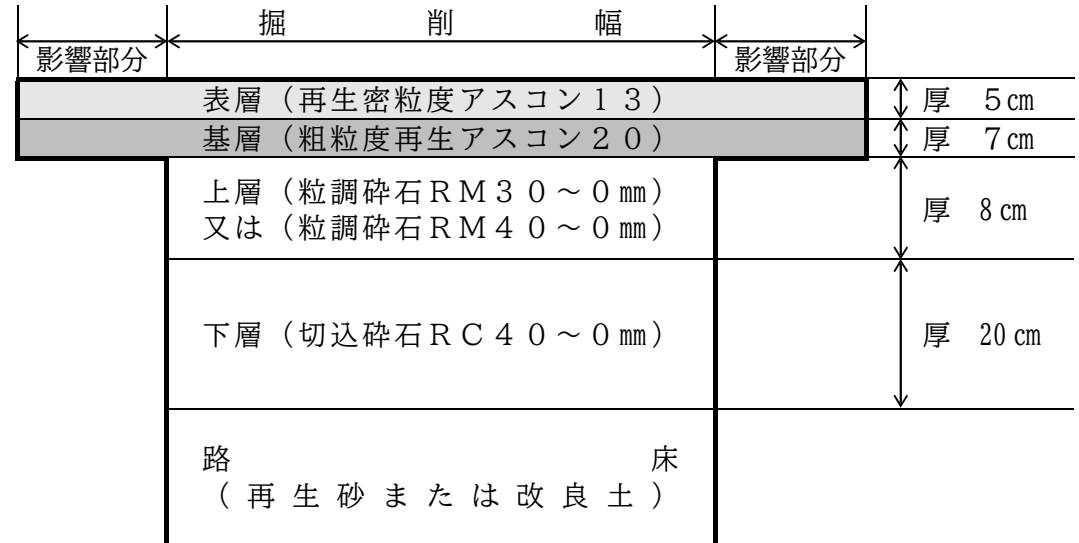 掘削幅
影響部分 影響部分
表層（再生密粒度アスコン１３） 厚 5㎝
基層（粗粒度再生アスコン２０） 厚 7㎝
上層（粒調砕石ＲＭ３０～０㎜）
又は（粒調砕石ＲＭ４０～０㎜）
厚 8㎝
下層（切込砕石ＲＣ４０～０㎜） 厚 20㎝
路床
（再生砂または改良土）